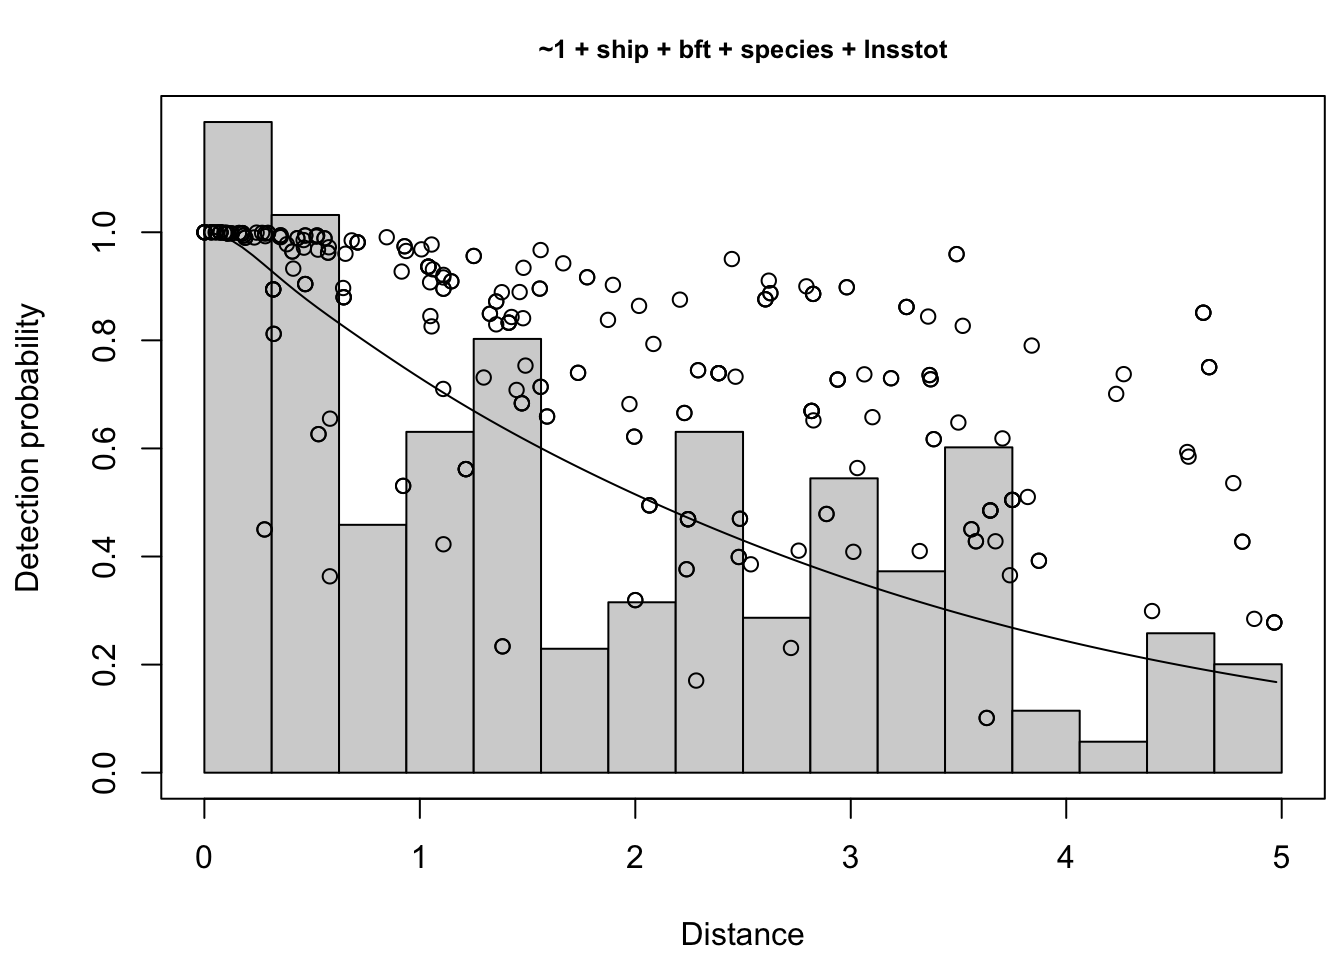 ~1 + ship + bft + species + lnsstot
Detection probability
1.0
0.8
0.6
0.4
0.2
0.0
0 1 2 3 4 5
Distance